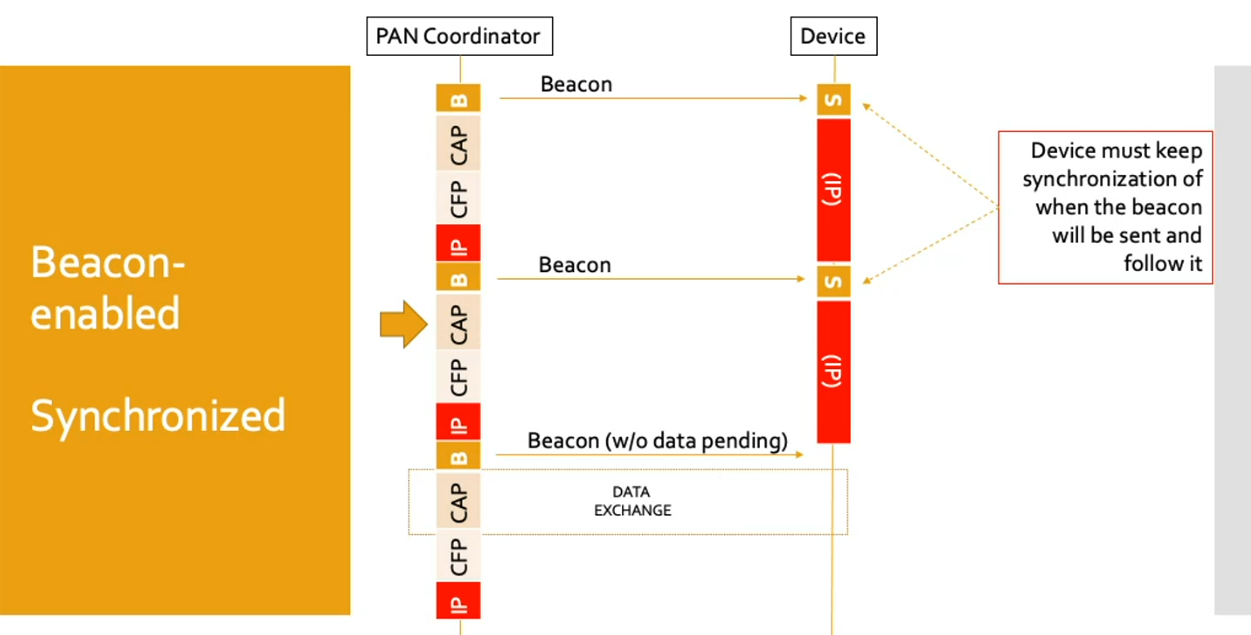 Beacon-
enabled
Synchronized
PAN Coordinator
Device
B
CAP
CFP
IP
B
CAP
CFP
IP
B
CAP
CFP
IP
Beacon
Beacon
Beacon (w/o data pending)
DATA
EXCHANGE
S
(IP)
S
(IP)
Device must keep
synchronization of
when the beacon
will be sent and
follow it